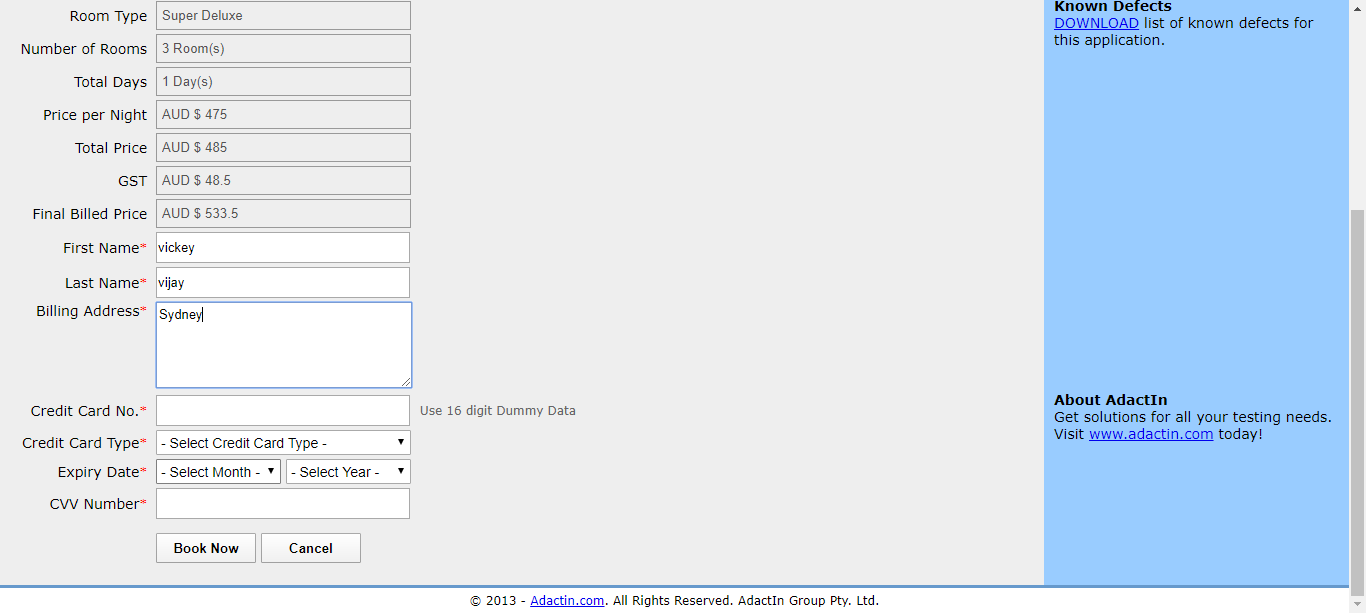 Room Type Super Deluxe
Number of Rooms 3 Room(s)
Total Days 1 Day(s)
Price per Night AUD $ 475
Total Price AUD $ 485
GST AUD $ 48.5
Final Billed Price AUD $ 533.5
First Name* vickey
Last Name* vijay
Billing Address* Sydney
Credit Card No.* Use 16 digit Dummy Data
Credit Card Type* - Select Credit Card Type -
Expiry Date* - Select Month - - Select Year -
CVV Number*
Book Now Cancel
Known Defects
DOWNLOAD list of known defects for
this application.
About AdactIn
Get solutions for all your testing needs.
Visit www.adactin.com today!
© 2013 - Adactin.com. All Rights Reserved. AdactIn Group Pty. Ltd.